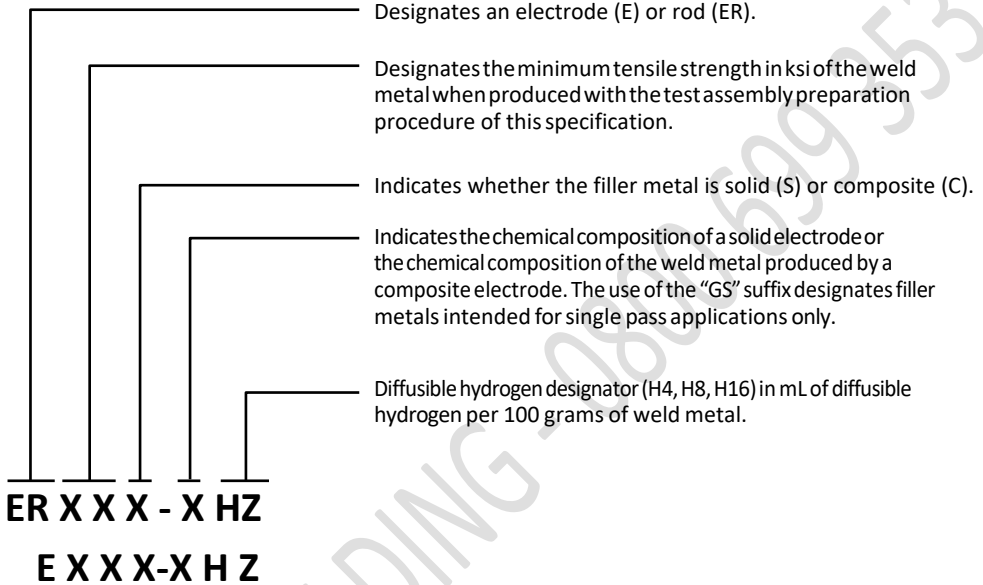 Designates an electrode (E) or rod (ER).
Designates the minimum tensile strength in ksi of the weld
metal when produced with the test assembly preparation
procedure of this specification.
Indicates whether the filler metal is solid (S) or composite (C).
Indicates the chemical composition of a solid electrode or
the chemical composition of the weld metal produced by a
composite electrode. The use of the “GS” suffix designates filler
metals intended for single pass applications only.
Diffusible hydrogen designator (H4, H8, H16) in mL of diffusible
hydrogen per 100 grams of weld metal.
ER X X X - X HZ
E X X X-X H Z
DING - 0800 699 353